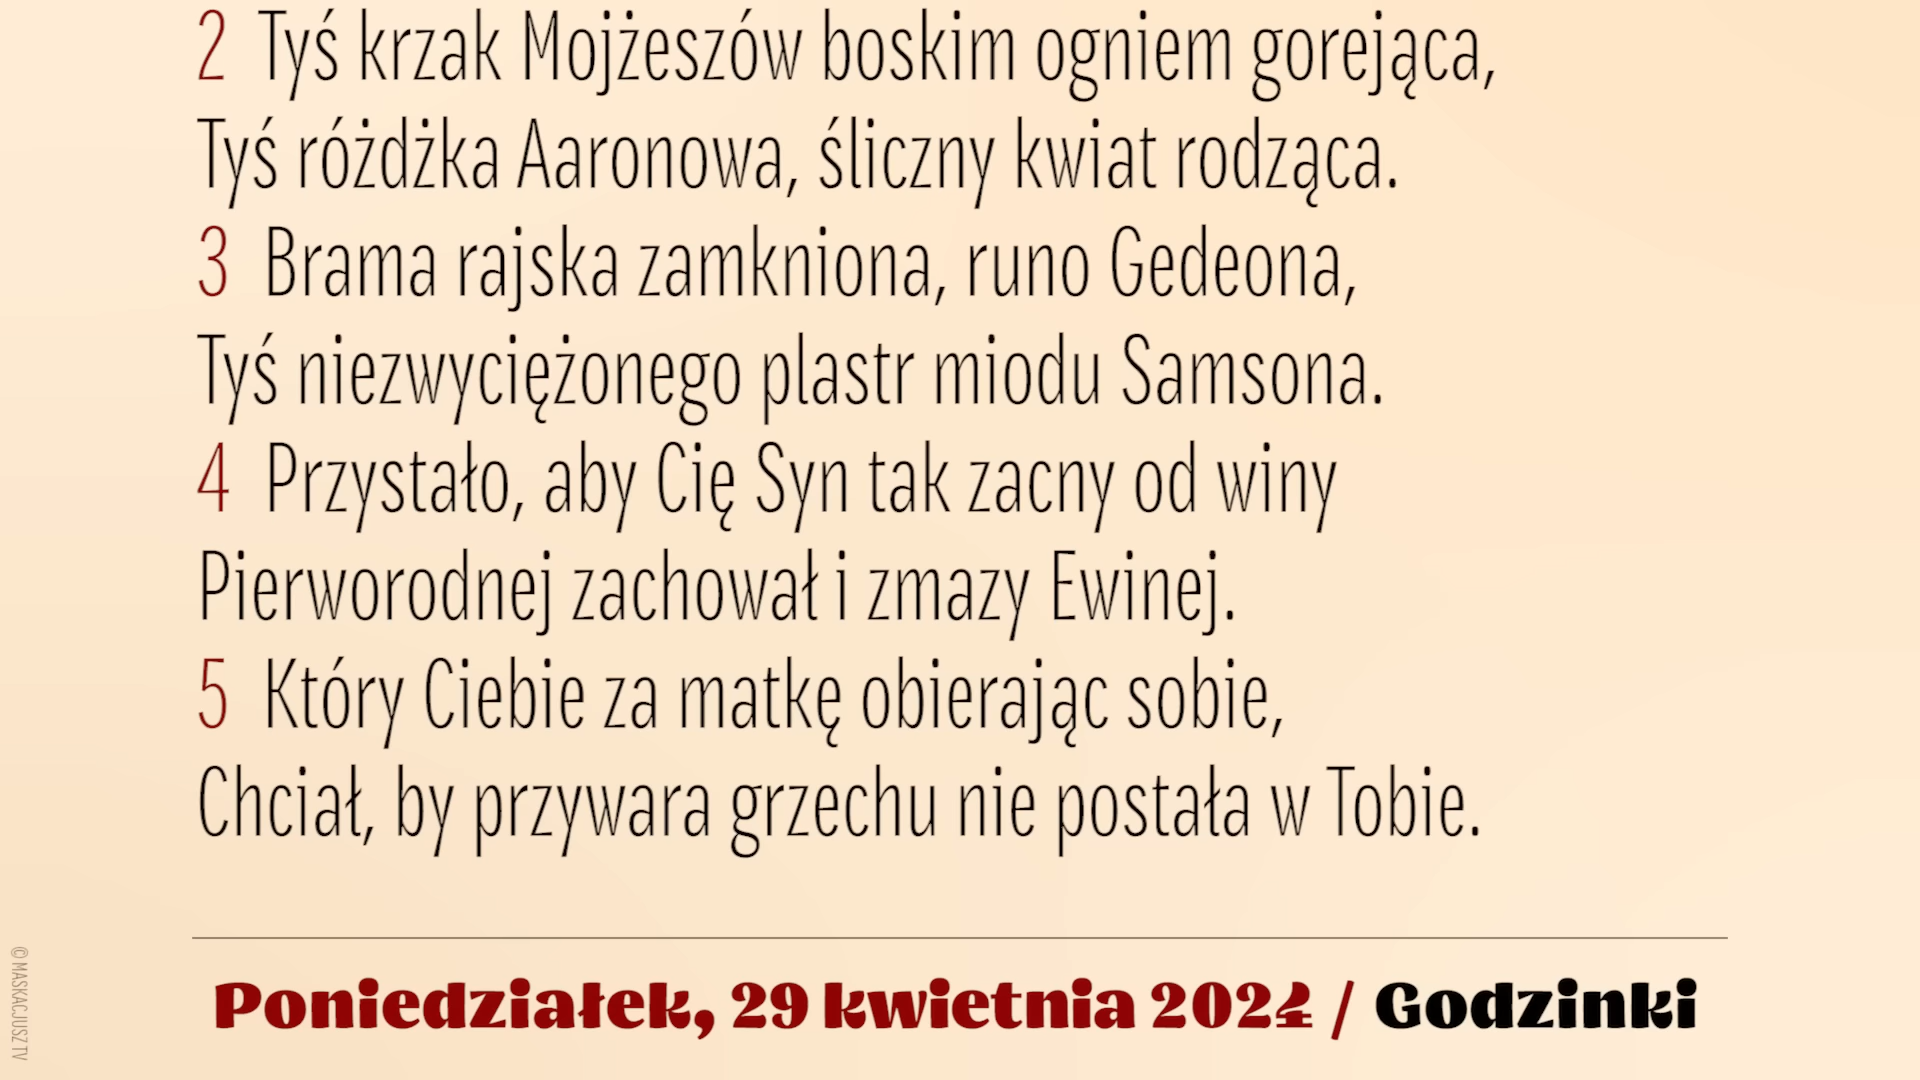 2 Tyś krzak Mojżeszów boskim ogniem gorejąca,
Tyś różdżka Aaronowa, śliczny kwiat rodząca.
3 Brama rajska zamkniona, runo Gedeona,
Tyś niezwyciężonego plastr miodu Samsona.
4 Przystało, aby Cię Syn tak zacny od winy
Pierworodnej zachował i zmazy Ewinej.
5 Który Ciebie za matkę obierając sobie,
Chciał, by przywara grzechu nie postała w Tobie.
Poniedziałek, 29 kwietnia 2024 / Godzinki
© MASKACJUSZ TV